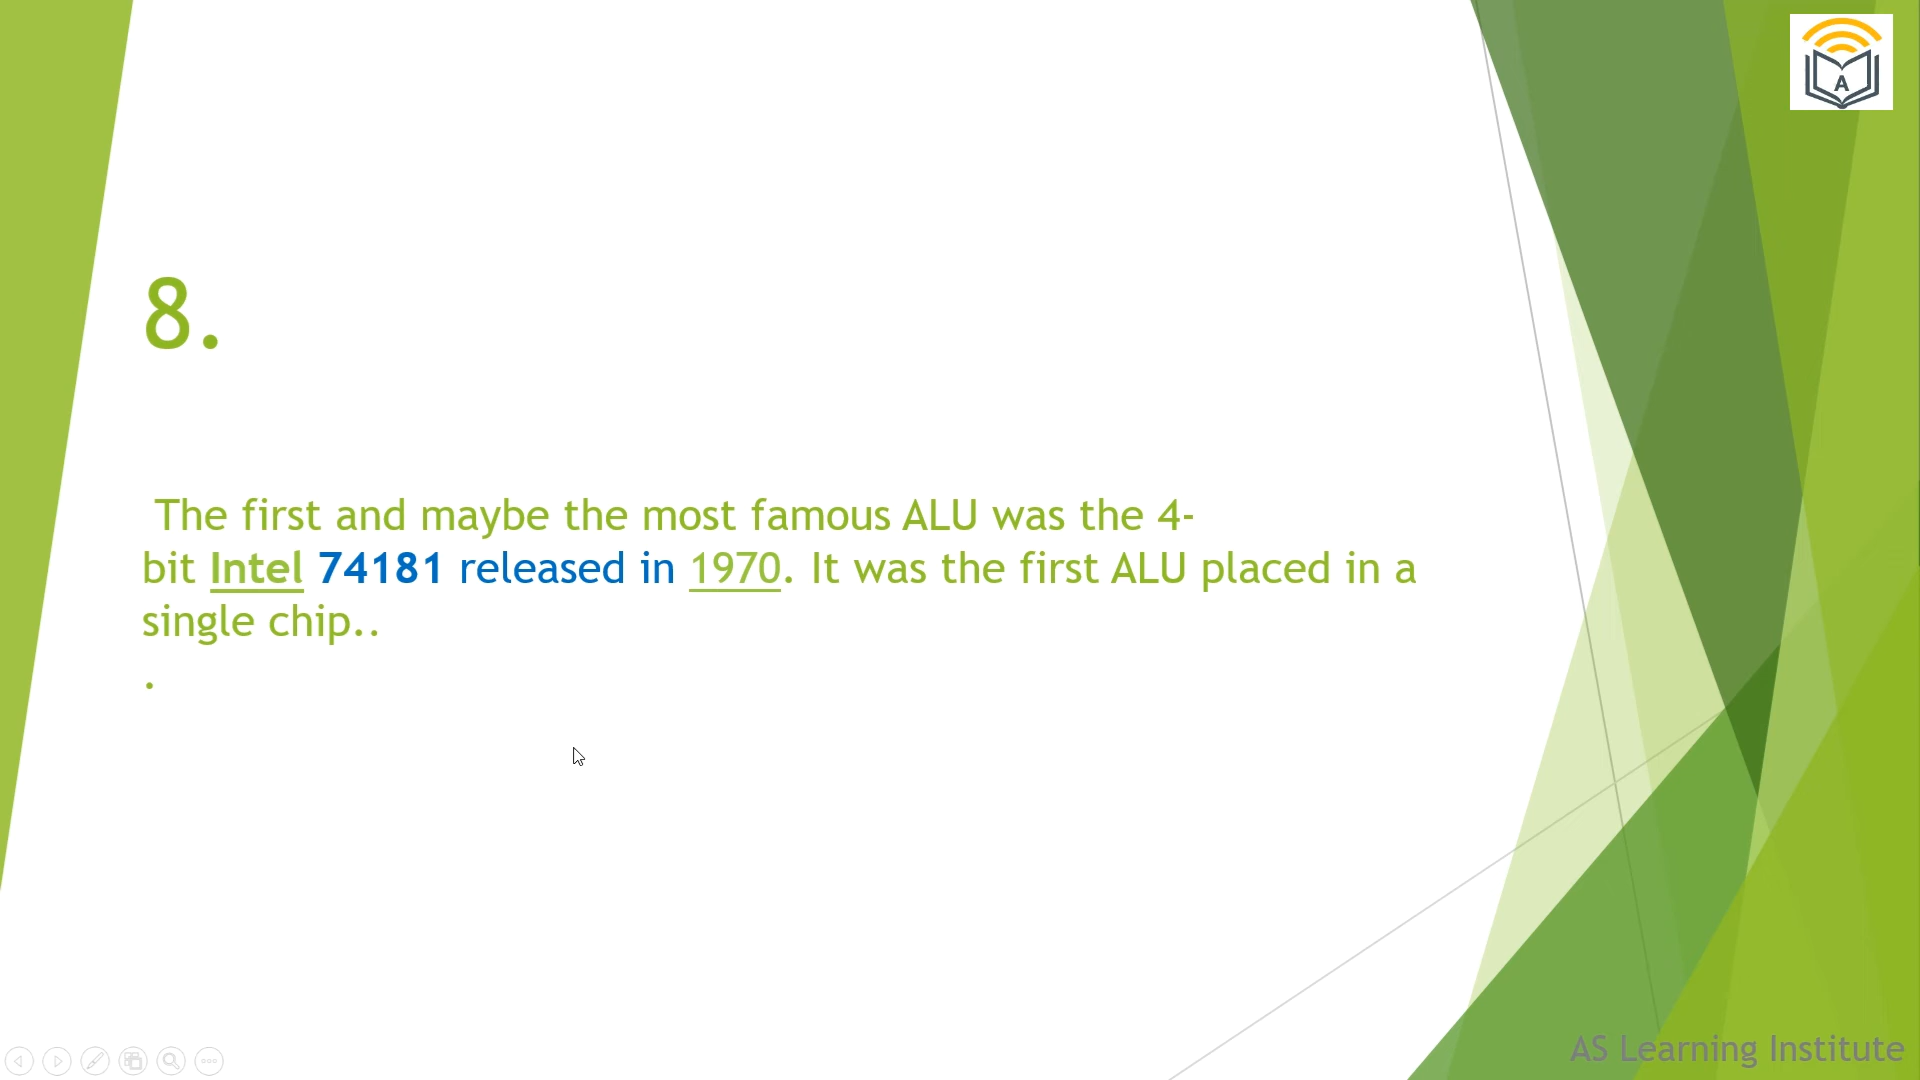 A
8.
The first and maybe the most famous ALU was the 4-
bit Intel 74181 released in 1970. It was the first ALU placed in a
single chip..
.
AS Learning Institute